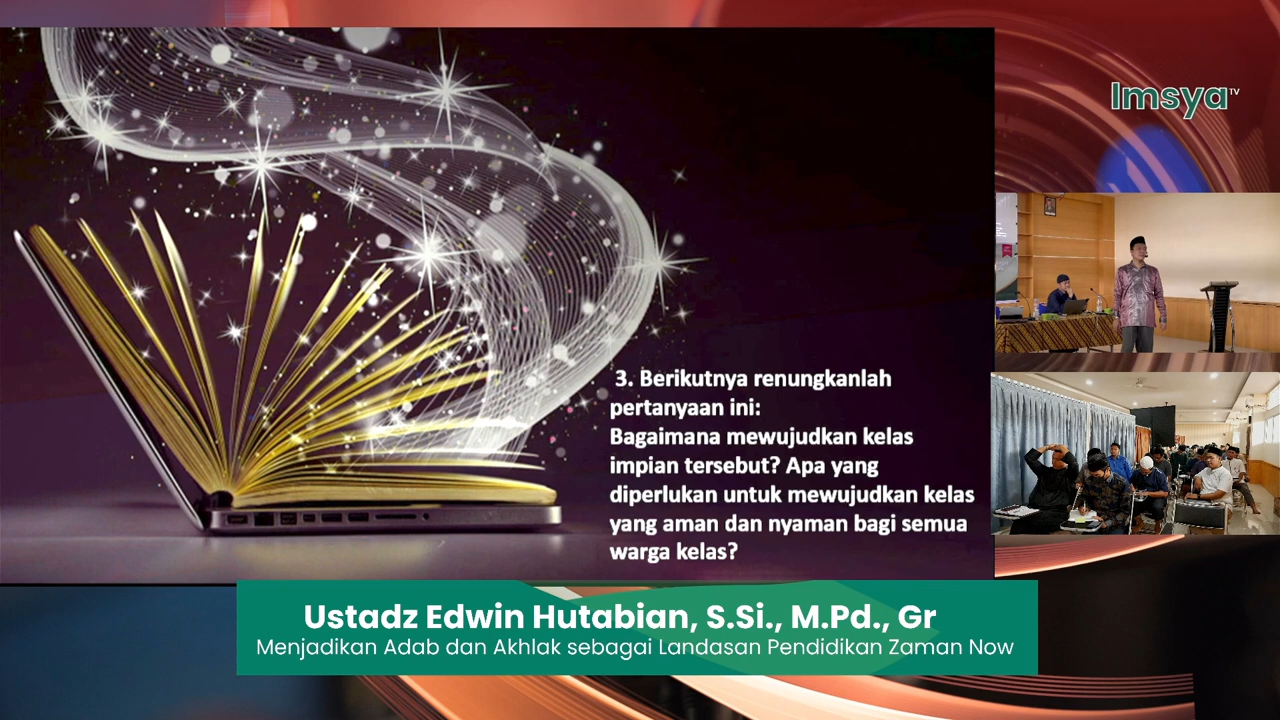 Imsya TV
3. Berikutnya renungkanlah
pertanyaan ini:
Bagaimana mewujudkan kelas
impian tersebut? Apa yang
diperlukan untuk mewujudkan kelas
yang aman dan nyaman bagi semua
warga kelas?
Ustadz Edwin Hutabian, S.Si., M.Pd., Gr
Menjadikan Adab dan Akhlak sebagai Landasan Pendidikan Zaman Now